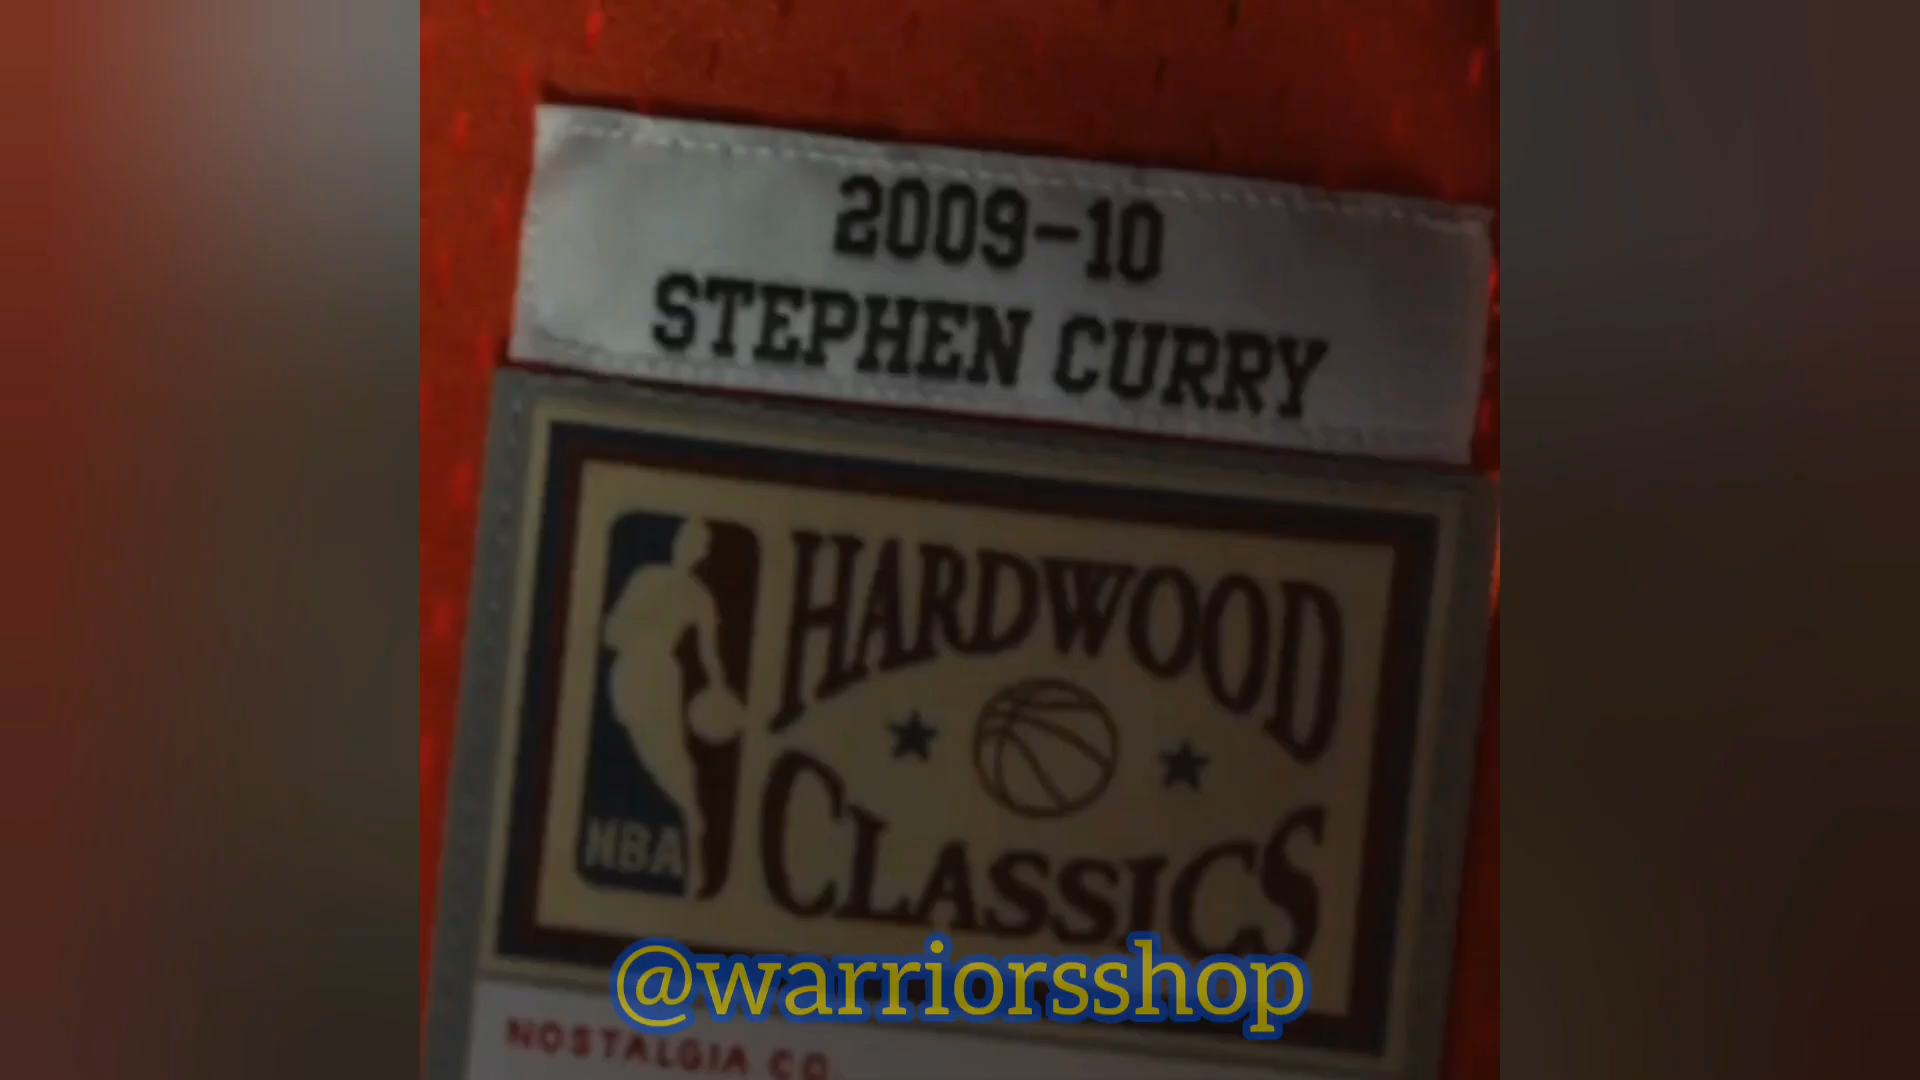 2009-10
STEPHEN CURRY
HARDWOOD
CLASSICS
NBA
@warriorsshop
NOSTALGIA CO.